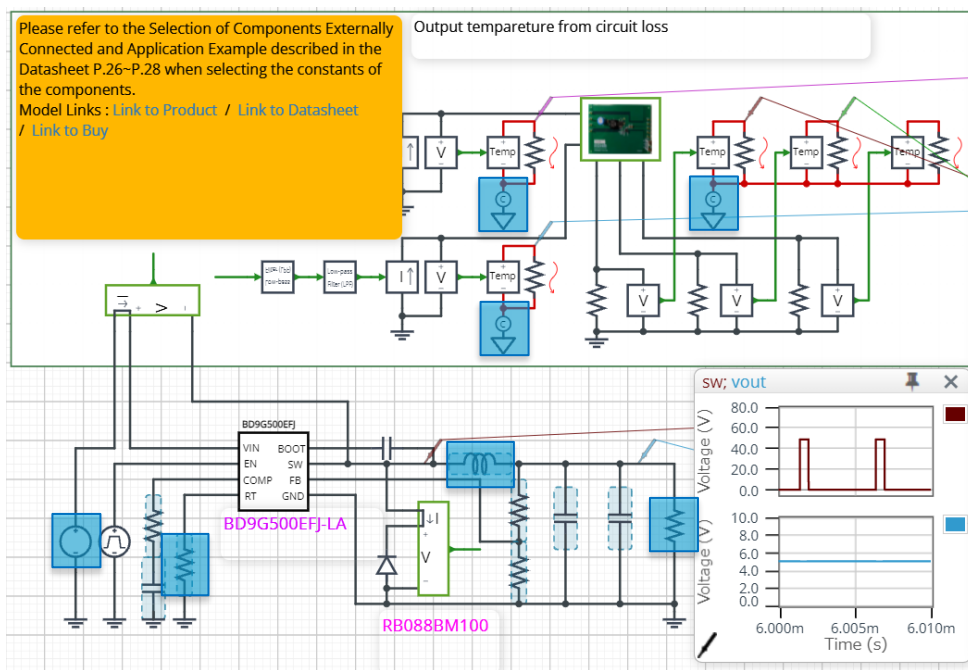 Please refer to the Selection of Components Externally
Connected and Application Example described in the
Datasheet P.26~P.28 when selecting the constants of
the components.
Model Links : Link to Product / Link to Datasheet
/ Link to Buy
Output tempareture from circuit loss
V
Temp
Temp
Temp
Temp
C
C
Low-pass
Filter (LPF)
I
V
Temp
C
V
V
V
V
BD9G500EFJ
VIN
EN
COMP
RT
BOOT
SW
FB
GND
BD9G500EFJ-LA
I
V
RB088BM100
sw; vout
Voltage (V)
80.0
60.0
40.0
20.0
0.0
Voltage (V)
10.0
8.0
6.0
4.0
2.0
0.0
6.000m
6.005m
6.010m
Time (s)